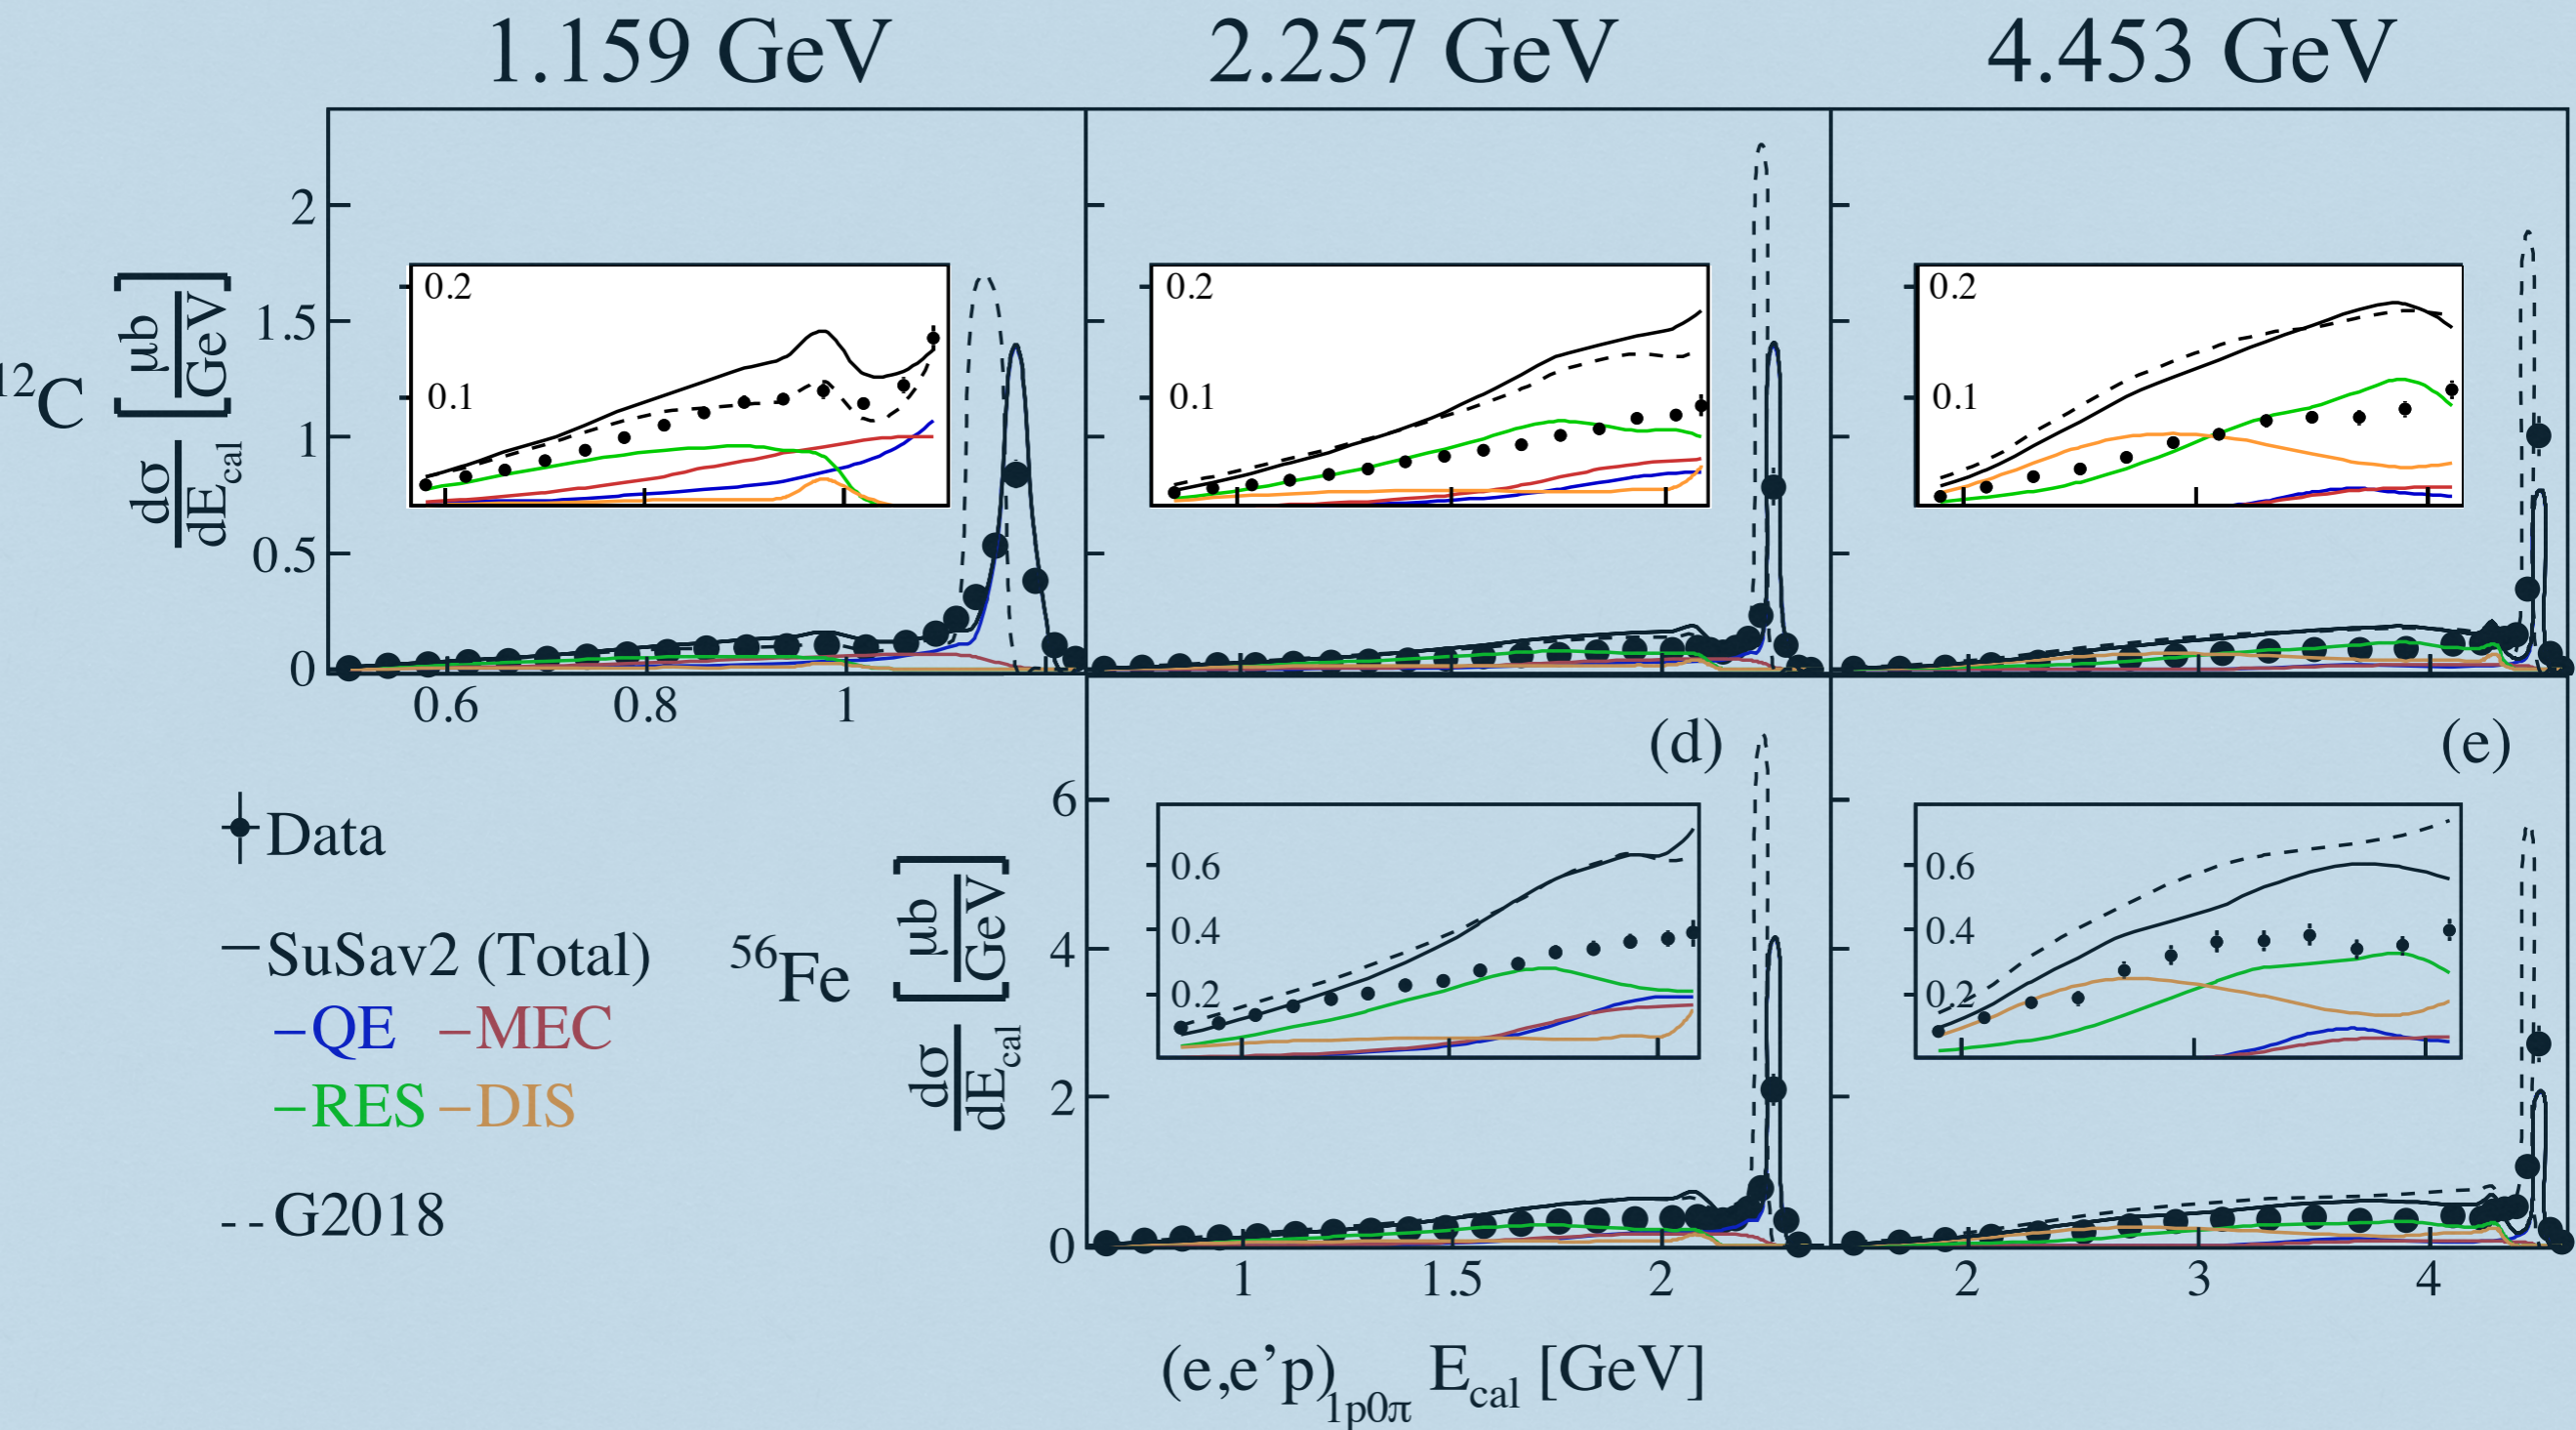 1.159 GeV 2.257 GeV 4.453 GeV
12C dσ/dEcal [μb/GeV]
2
1.5
1
0.5
0
0.2
0.1
0.2
0.1
0.2
0.1
0.6 0.8 1
(d) (e)
Data
SuSav2 (Total)
QE MEC
RES DIS
G2018
56Fe dσ/dEcal [μb/GeV]
6
4
2
0
0.6
0.4
0.2
0.6
0.4
0.2
1 1.5 2 2 3 4
(e,e’p)1p0π Ecal [GeV]